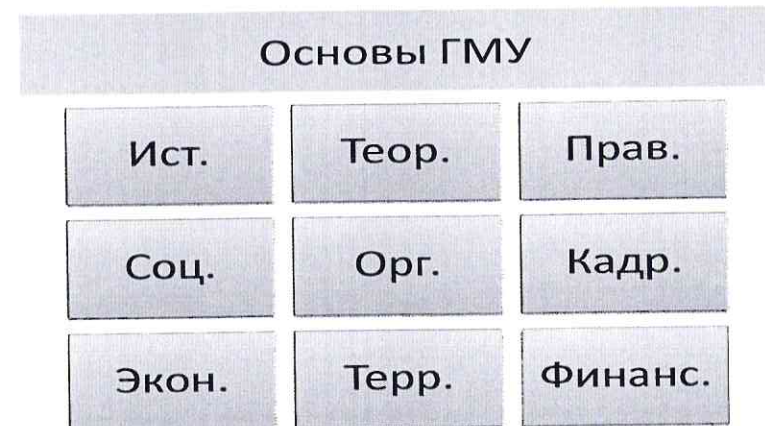 Основы ГМУ
Ист. Теор. Прав.
Соц. Орг. Кадр.
Экон. Терр. Финанс.